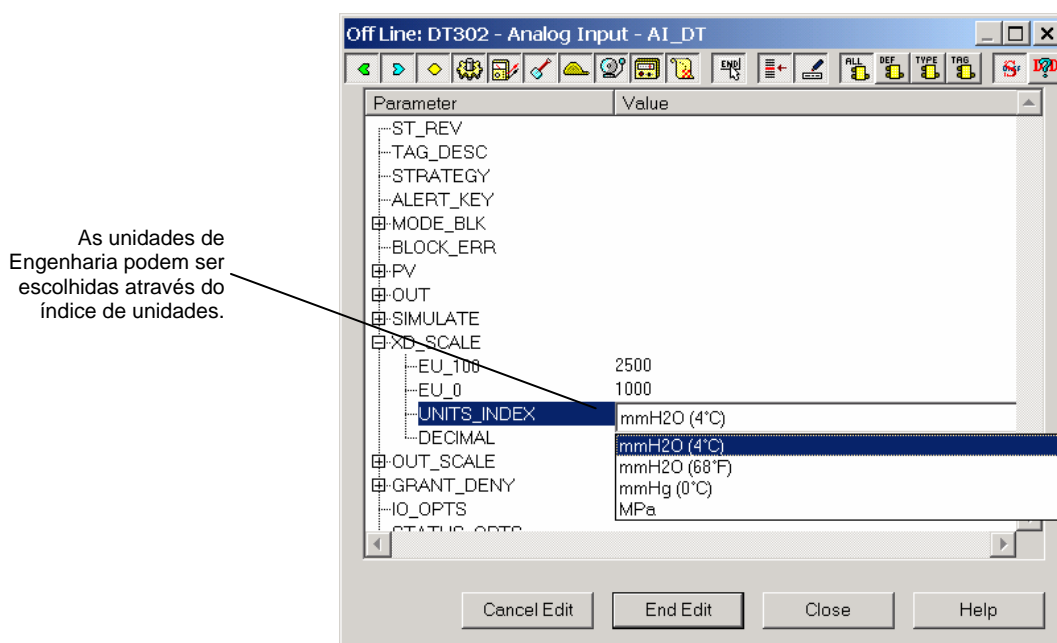 Off Line: DT302 - Analog Input - AI_DT
END ALL DEF TYPE TAG
Parameter Value
ST_REV
TAG_DESC
STRATEGY
ALERT_KEY
MODE_BLK
BLOCK_ERR
PV
OUT
SIMULATE
XD_SCALE
EU_100 2500
EU_0 1000
UNITS_INDEX mmH2O (4°C)
DECIMAL mmH2O (4°C)
mmH2O (68°F)
OUT_SCALE
GRANT_DENY mmHg (0°C)
IO_OPTS MPa
STATUS_OPTS
As unidades de
Engenharia podem ser
escolhidas através do
índice de unidades.
Cancel Edit End Edit Close Help